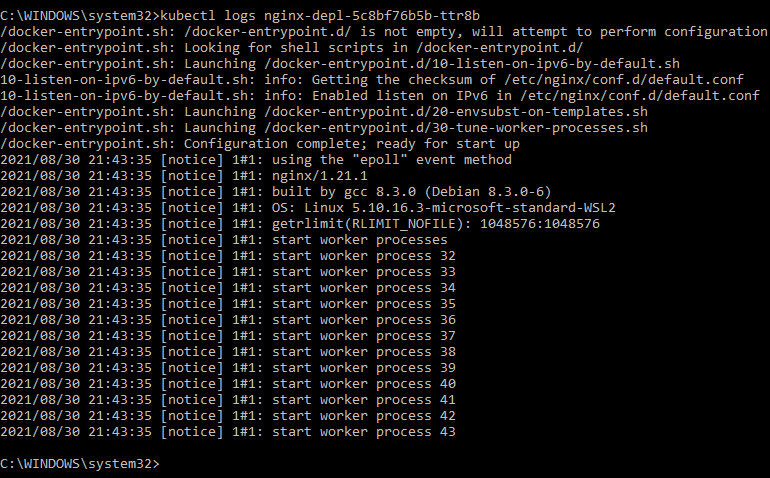 C:\WINDOWS\system32>kubectl logs nginx-depl-5c8bf76b5b-ttr8b
/docker-entrypoint.sh: /docker-entrypoint.d/ is not empty, will attempt to perform configuration
/docker-entrypoint.sh: Looking for shell scripts in /docker-entrypoint.d/
/docker-entrypoint.sh: Launching /docker-entrypoint.d/10-listen-on-ipv6-by-default.sh
10-listen-on-ipv6-by-default.sh: info: Getting the checksum of /etc/nginx/conf.d/default.conf
10-listen-on-ipv6-by-default.sh: info: Enabled listen on IPv6 in /etc/nginx/conf.d/default.conf
/docker-entrypoint.sh: Launching /docker-entrypoint.d/20-envsubst-on-templates.sh
/docker-entrypoint.sh: Launching /docker-entrypoint.d/30-tune-worker-processes.sh
/docker-entrypoint.sh: Configuration complete; ready for start up
2021/08/30 21:43:35 [notice] 1#1: using the "epoll" event method
2021/08/30 21:43:35 [notice] 1#1: nginx/1.21.1
2021/08/30 21:43:35 [notice] 1#1: built by gcc 8.3.0 (Debian 8.3.0-6)
2021/08/30 21:43:35 [notice] 1#1: OS: Linux 5.10.16.3-microsoft-standard-WSL2
2021/08/30 21:43:35 [notice] 1#1: getrlimit(RLIMIT_NOFILE): 1048576:1048576
2021/08/30 21:43:35 [notice] 1#1: start worker processes
2021/08/30 21:43:35 [notice] 1#1: start worker process 32
2021/08/30 21:43:35 [notice] 1#1: start worker process 33
2021/08/30 21:43:35 [notice] 1#1: start worker process 34
2021/08/30 21:43:35 [notice] 1#1: start worker process 35
2021/08/30 21:43:35 [notice] 1#1: start worker process 36
2021/08/30 21:43:35 [notice] 1#1: start worker process 37
2021/08/30 21:43:35 [notice] 1#1: start worker process 38
2021/08/30 21:43:35 [notice] 1#1: start worker process 39
2021/08/30 21:43:35 [notice] 1#1: start worker process 40
2021/08/30 21:43:35 [notice] 1#1: start worker process 41
2021/08/30 21:43:35 [notice] 1#1: start worker process 42
2021/08/30 21:43:35 [notice] 1#1: start worker process 43
C:\WINDOWS\system32>